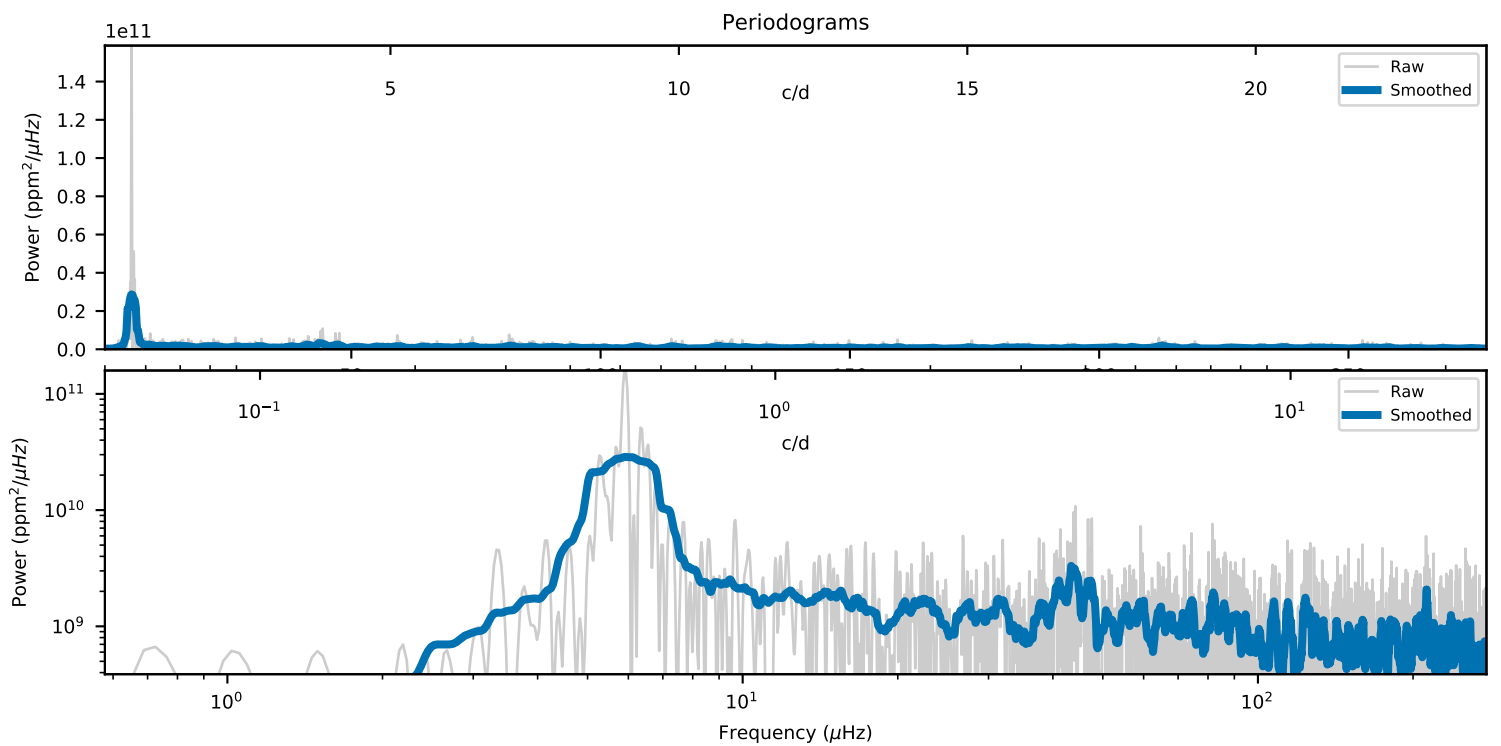 Periodograms
1e11
5 10 15 20
c/d
Raw
Smoothed
1.4
1.2
1.0
0.8
0.6
0.4
0.2
0.0
Power (ppm²/μHz)
10⁻¹ 10⁰ 10¹
c/d
Raw
Smoothed
10¹¹
10¹⁰
10⁹
Power (ppm²/μHz)
10⁰ 10¹ 10²
Frequency (μHz)